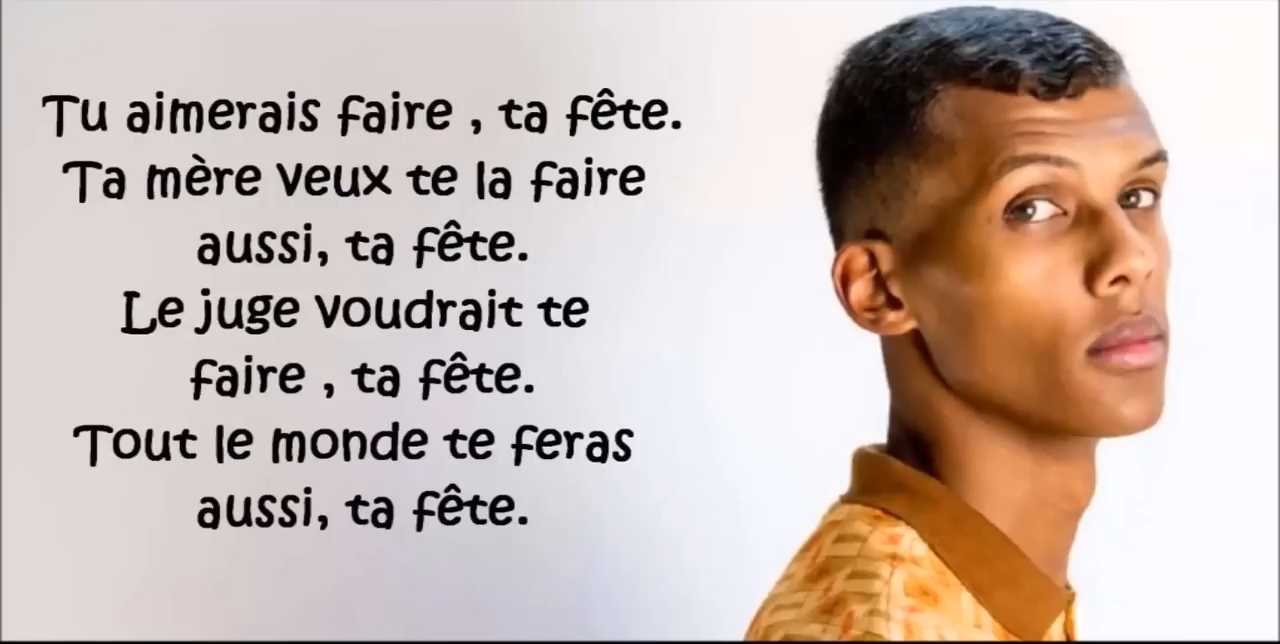 Tu aimerais faire , ta fête.
Ta mère veux te la faire
aussi, ta fête.
Le juge voudrait te
faire , ta fête.
Tout le monde te feras
aussi, ta fête.